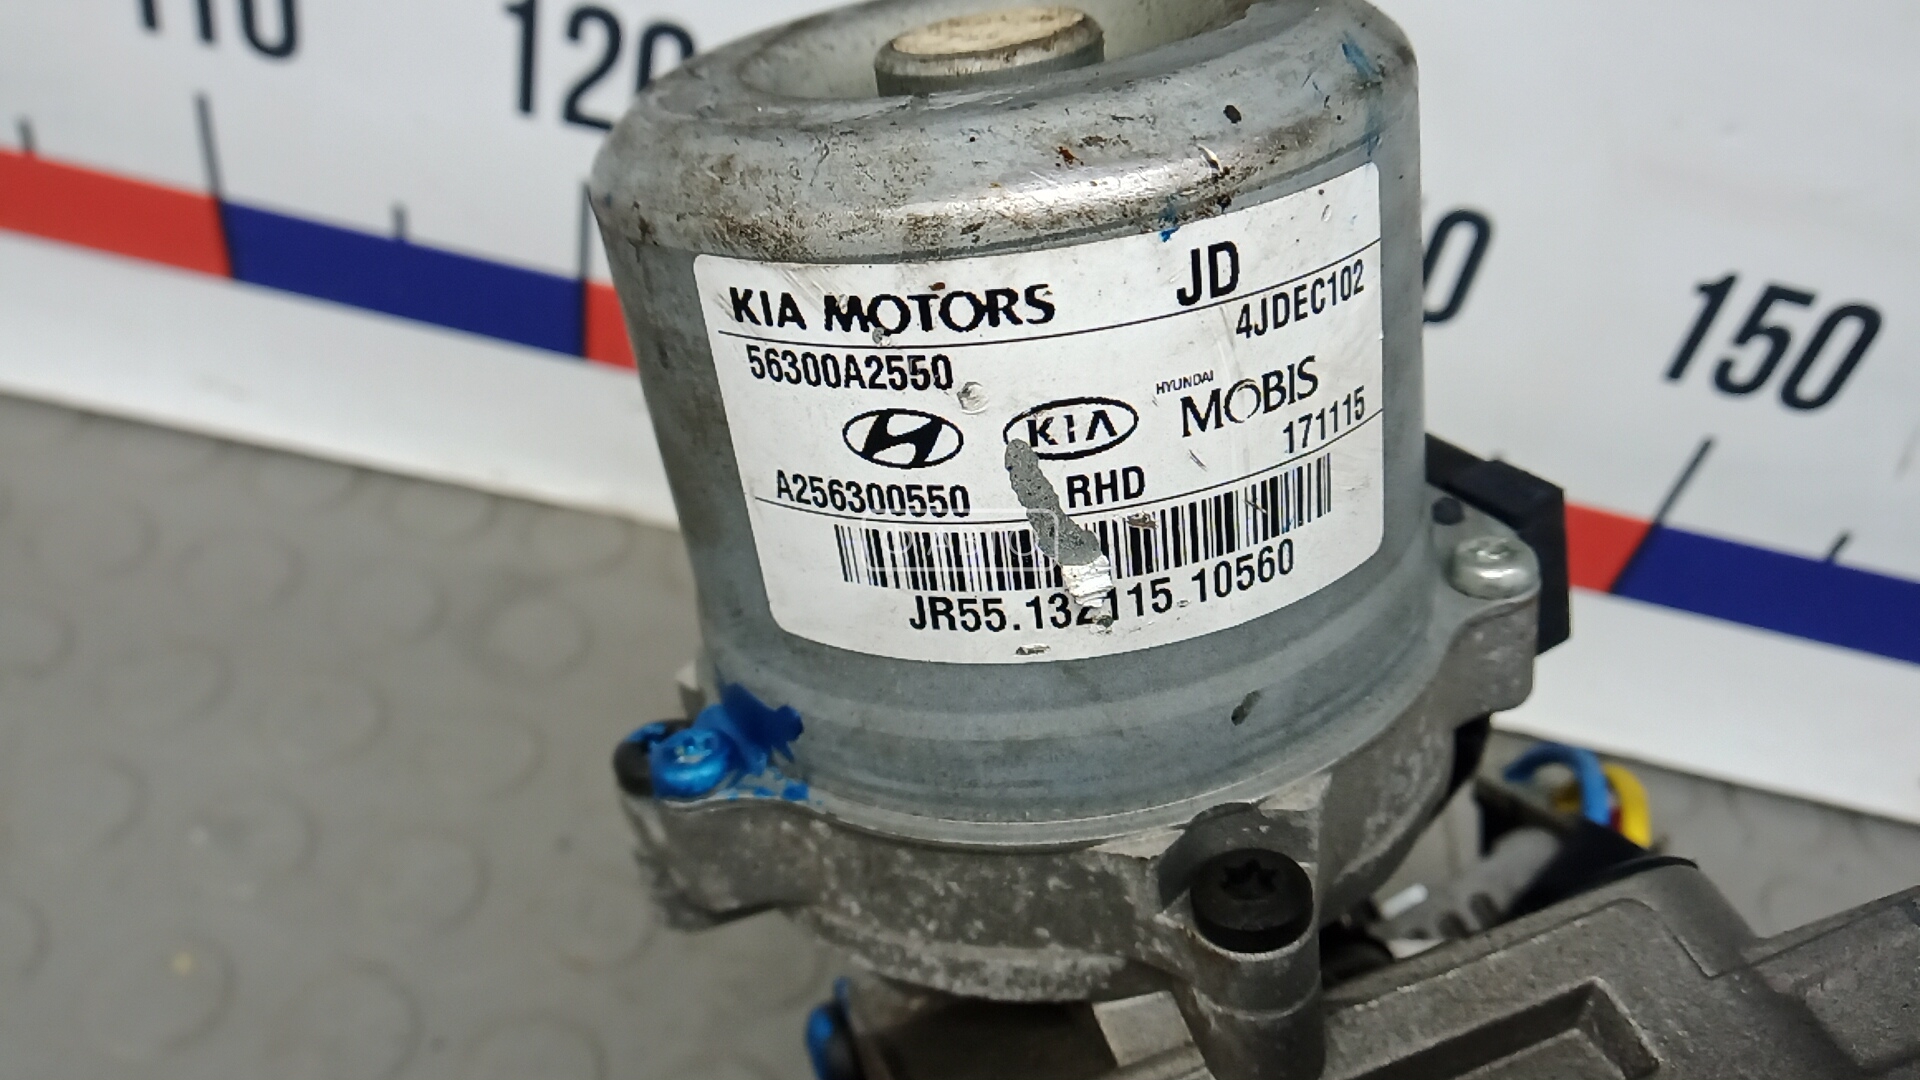 110
120
150
KIA MOTORS JD
56300A2550 4JDEC102
KIA HYUNDAI MOBIS
171115
A256300550 RHD
JR55.132115.10560